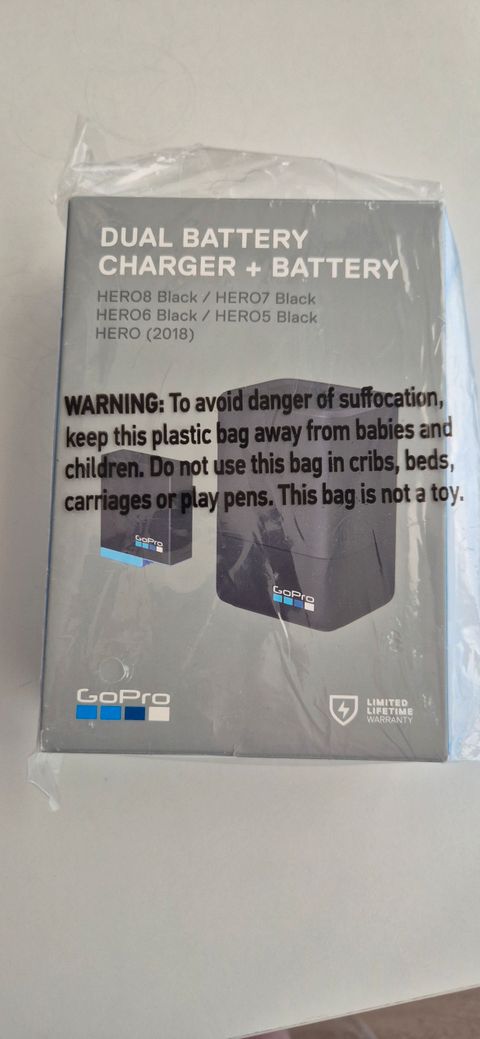 DUAL BATTERY
CHARGER + BATTERY
HERO8 Black / HERO7 Black
HERO6 Black / HERO5 Black
HERO (2018)
WARNING: To avoid danger of suffocation,
keep this plastic bag away from babies and
children. Do not use this bag in cribs, beds,
carriages or play pens. This bag is not a toy.
GoPro
GoPro
GoPro
LIMITED
LIFETIME
WARRANTY